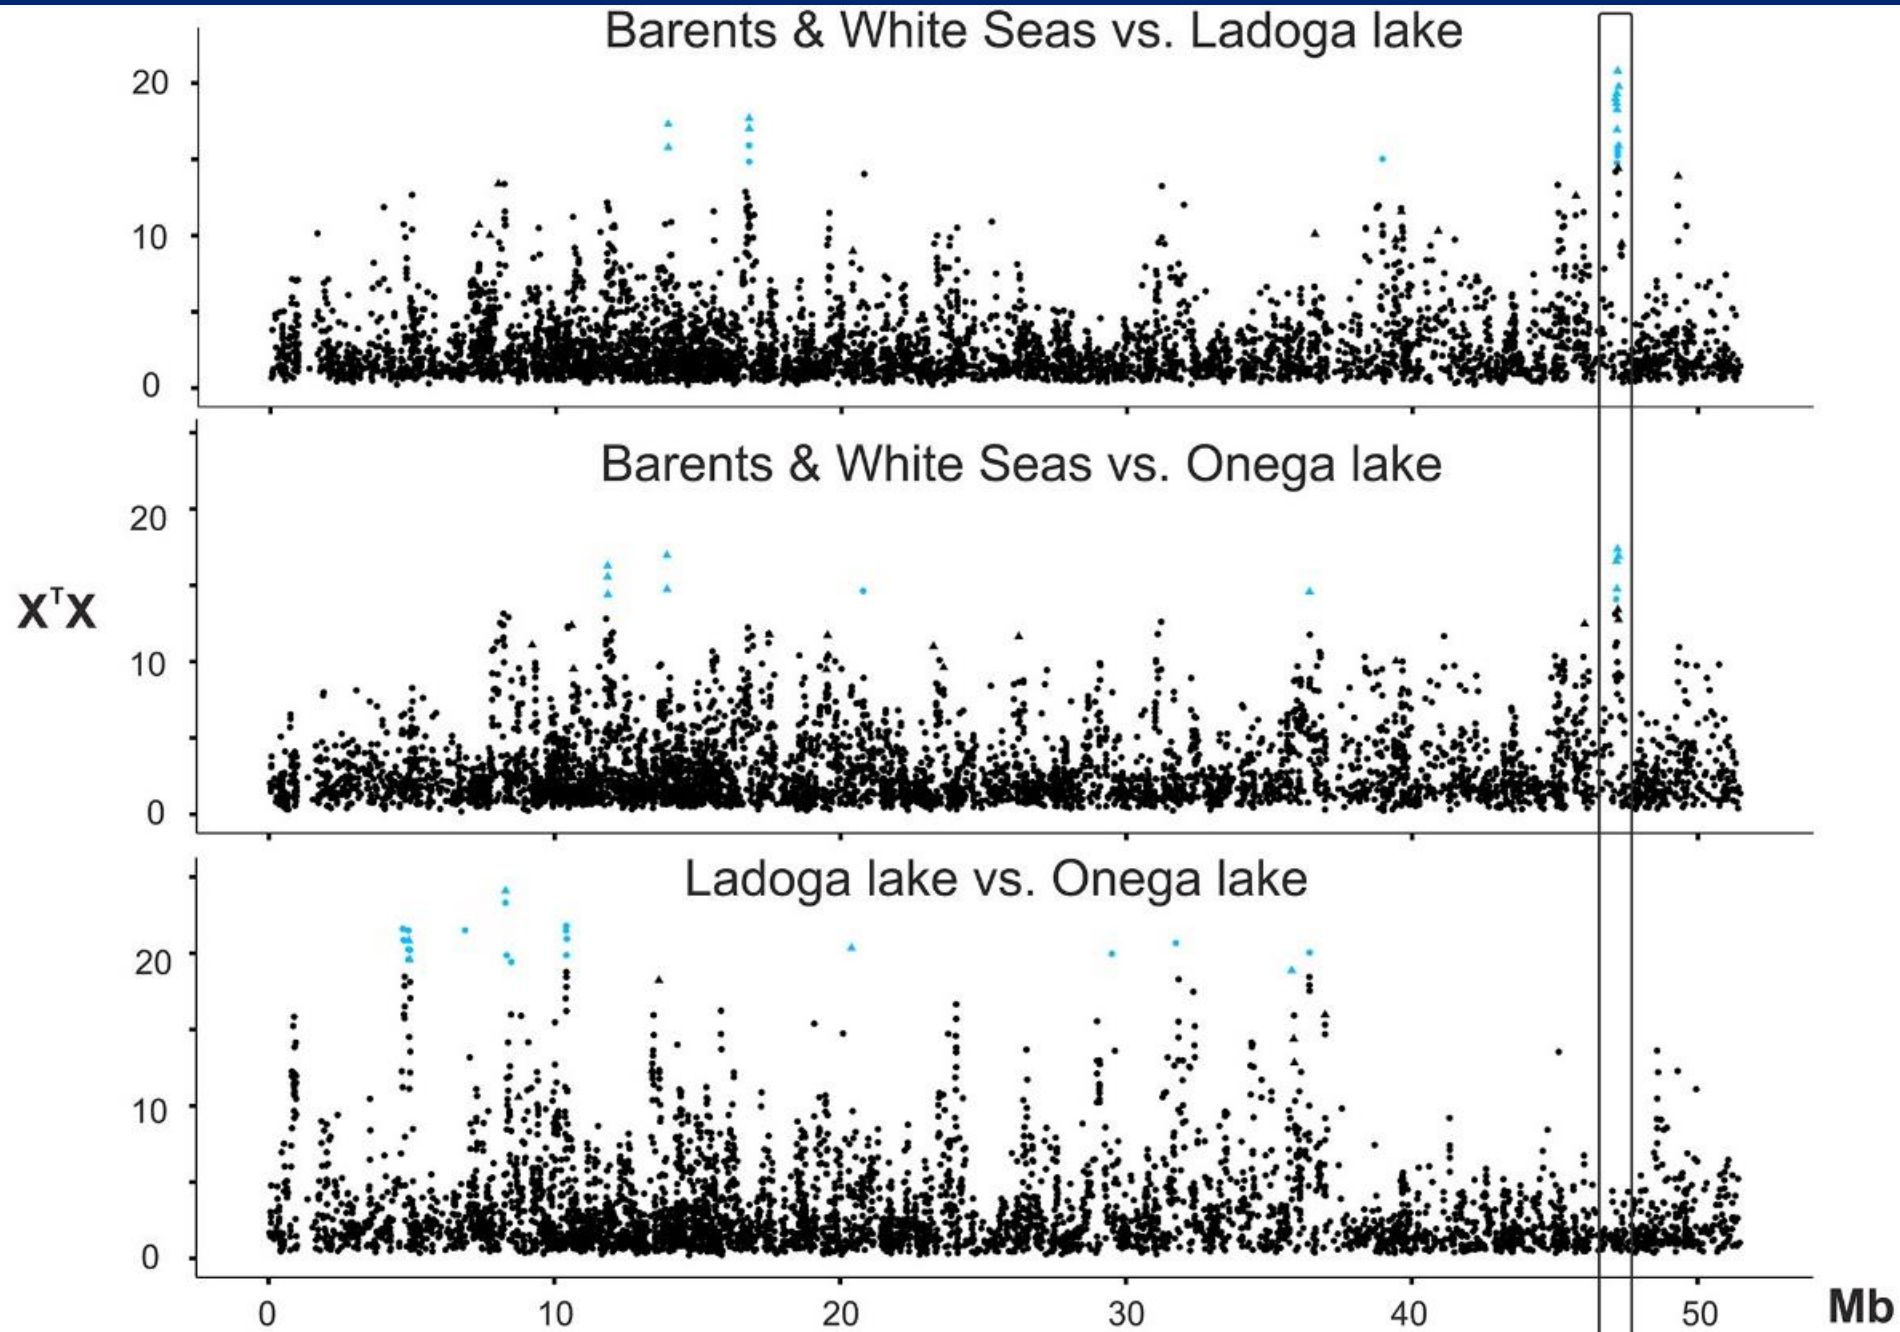 Barents & White Seas vs. Ladoga lake
20
10
0
Barents & White Seas vs. Onega lake
20
10
0
XᵀX
Ladoga lake vs. Onega lake
20
10
0
0 10 20 30 40 50 Mb